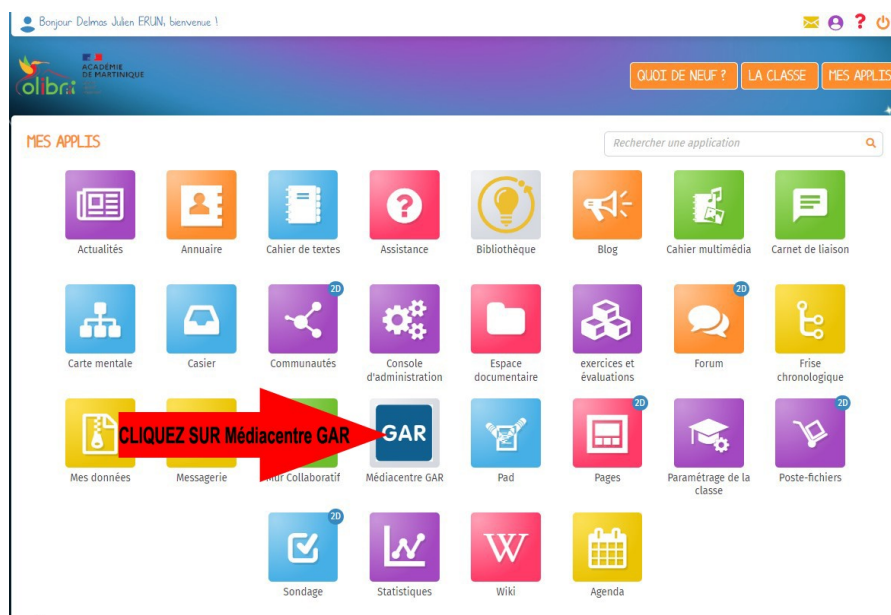 Bonjour Delmas Julien ERUN, bienvenue !
ACADÉMIE
DE MARTINIQUE
colibri
QUOI DE NEUF ?
LA CLASSE
MES APPLIS
MES APPLIS
Rechercher une application
Actualités
Annuaire
Cahier de textes
Assistance
Bibliothèque
Blog
Cahier multimédia
Carnet de liaison
2D
2D
Carte mentale
Casier
Communautés
Console
d'administration
Espace
documentaire
exercices et
évaluations
Forum
Frise
chronologique
2D
2D
CLIQUEZ SUR Médiacentre GAR
GAR
Mes données
Messagerie
Mur Collaboratif
Médiacentre GAR
Pad
Pages
Paramétrage de la
classe
Poste-fichiers
2D
W
Sondage
Statistiques
Wiki
Agenda